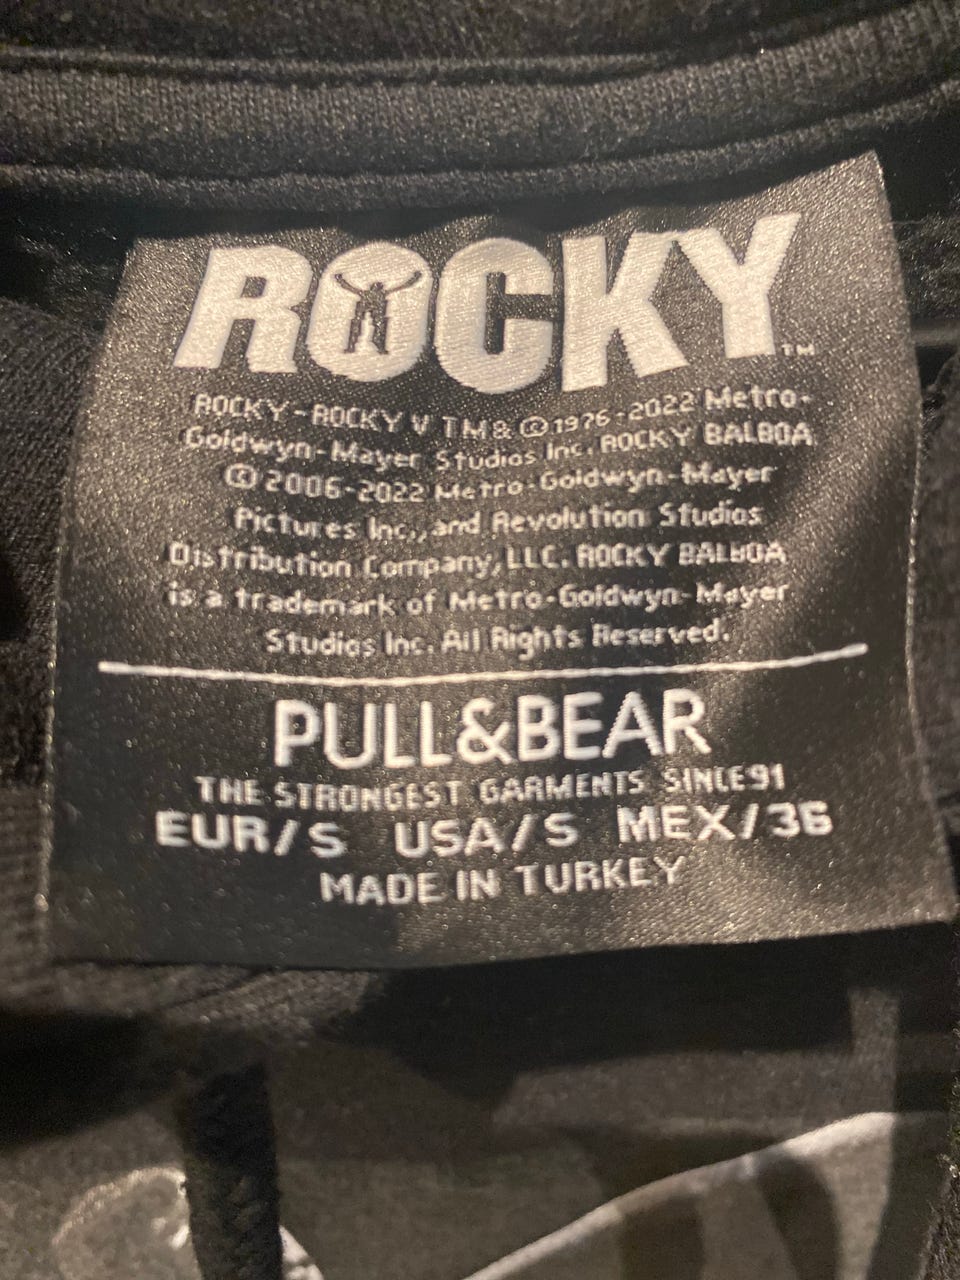 ROCKY™
ROCKY-ROCKY V TM& ©1976-2022 Metro-
Goldwyn-Mayer Studios Inc. ROCKY BALBOA
©2006-2022 Metro-Goldwyn-Mayer
Pictures Inc., and Revolution Studios
Distribution Company, LLC. ROCKY BALBOA
is a trademark of Metro-Goldwyn-Mayer
Studios Inc. All Rights Reserved.
PULL&BEAR
THE STRONGEST GARMENTS SINCE91
EUR/S USA/S MEX/36
MADE IN TURKEY